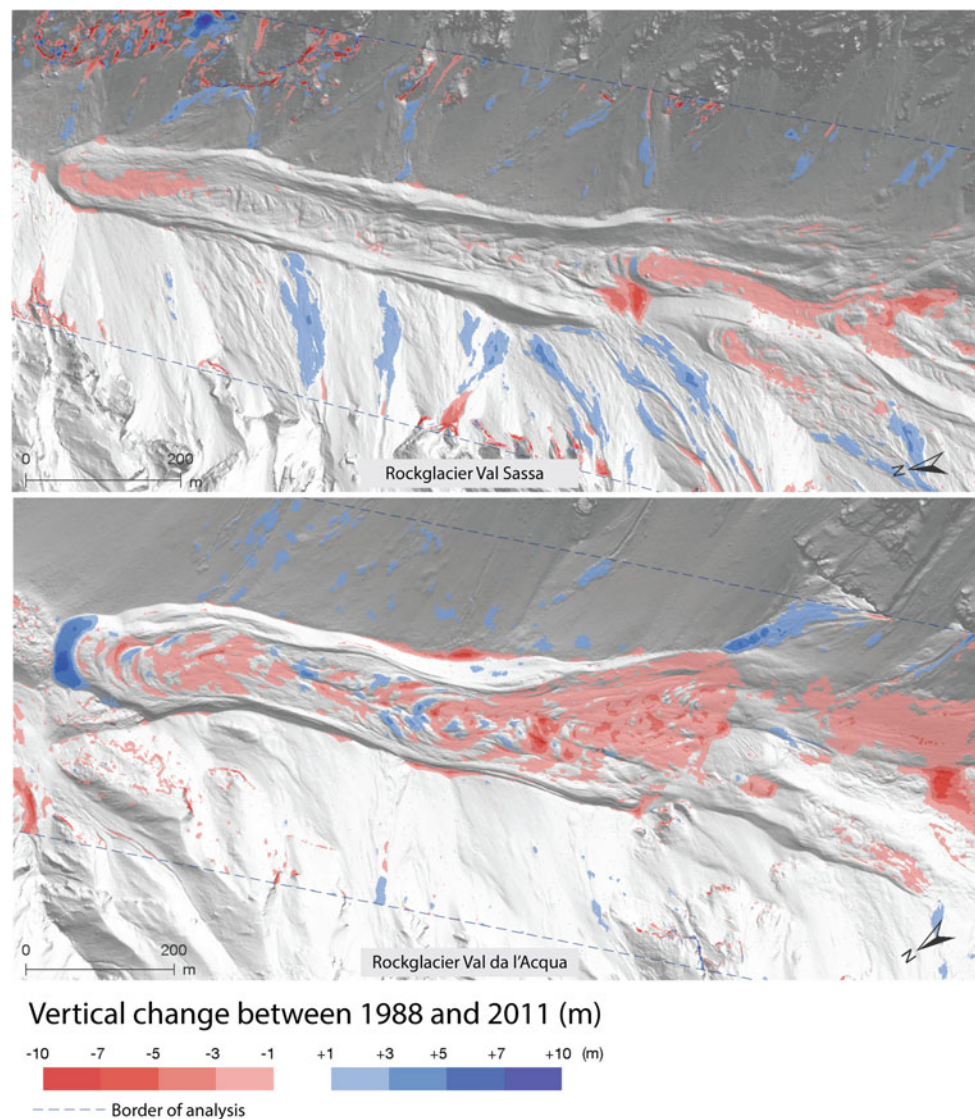 0
200
m
Rockglacier Val Sassa
N
0
200
m
Rockglacier Val da l'Acqua
N
Vertical change between 1988 and 2011 (m)
-10 -7 -5 -3 -1 +1 +3 +5 +7 +10 (m)
Border of analysis